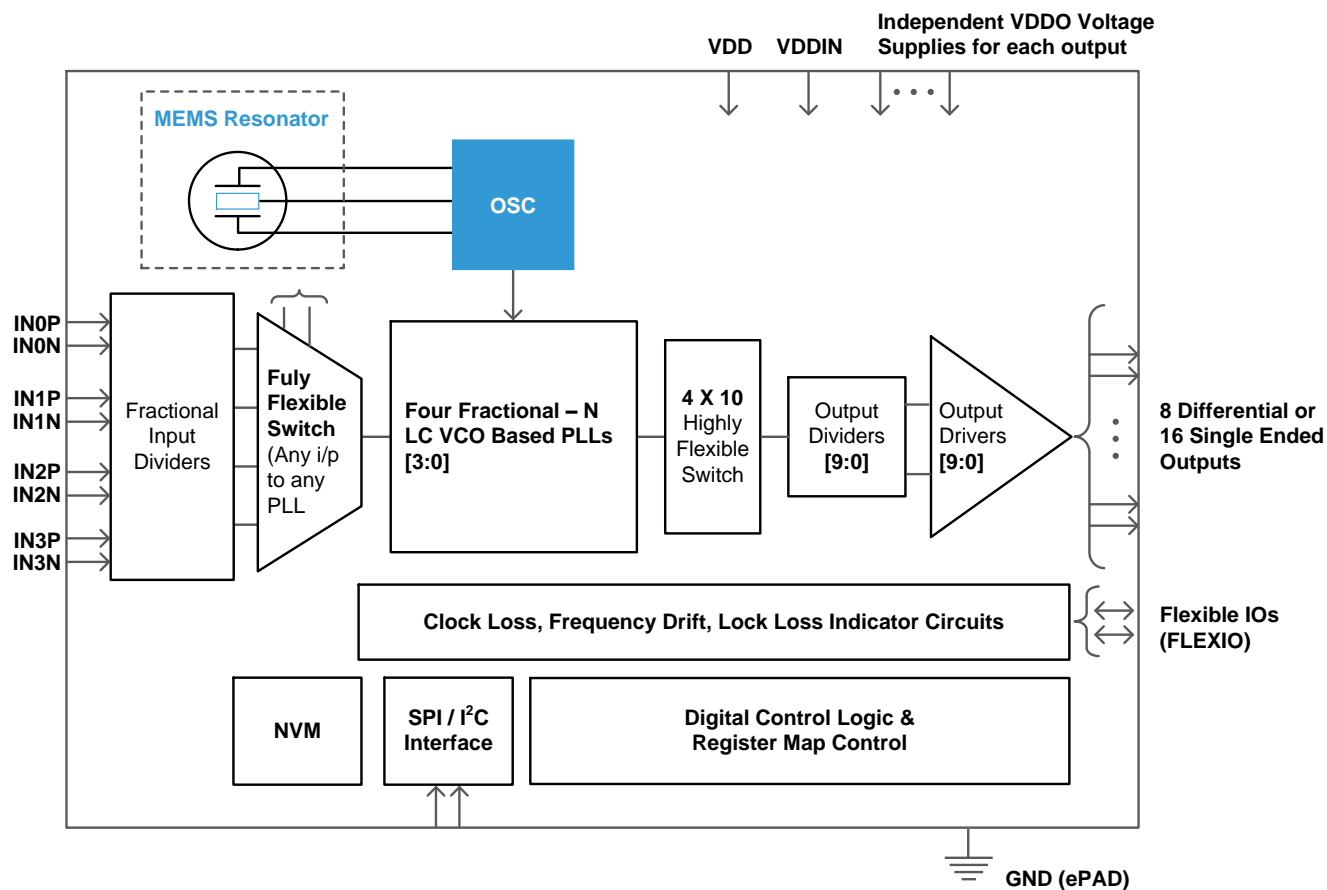 Independent VDDO Voltage
VDD VDDIN Supplies for each output
MEMS Resonator
OSC
IN0P
IN0N
IN1P
IN1N
IN2P
IN2N
IN3P
IN3N
Fractional
Input
Dividers
Fuly
Flexible
Switch
(Any i/p
to any
PLL
Four Fractional – N
LC VCO Based PLLs
[3:0]
4 X 10
Highly
Flexible
Switch
Output
Dividers
[9:0]
Output
Drivers
[9:0]
8 Differential or
16 Single Ended
Outputs
Clock Loss, Frequency Drift, Lock Loss Indicator Circuits
Flexible IOs
(FLEXIO)
NVM
SPI / I²C
Interface
Digital Control Logic &
Register Map Control
GND (ePAD)